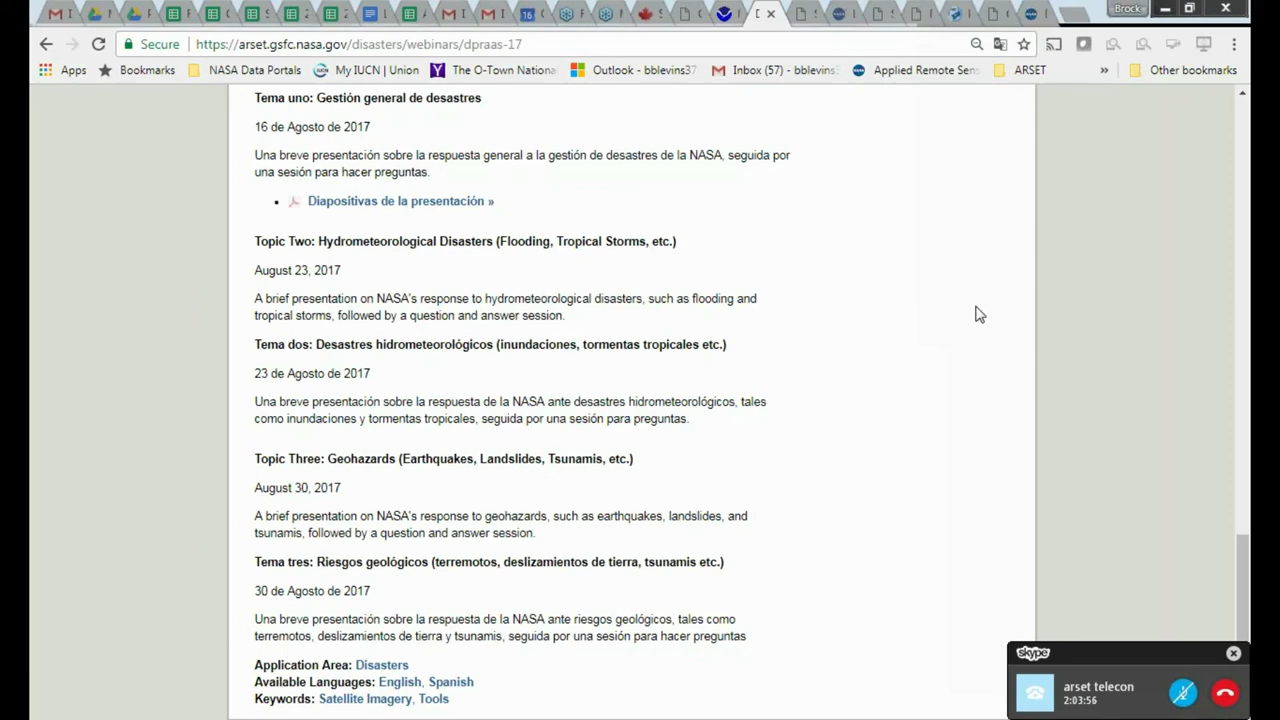 Brock
Secure https://arset.gsfc.nasa.gov/disasters/webinars/dpraas-17
Apps Bookmarks NASA Data Portals My IUCN | Union The O-Town Nationa Outlook - bblevins37 Inbox (57) - bblevins Applied Remote Sens ARSET » Other bookmarks
Tema uno: Gestión general de desastres
16 de Agosto de 2017
Una breve presentación sobre la respuesta general a la gestión de desastres de la NASA, seguida por
una sesión para hacer preguntas.
Diapositivas de la presentación »
Topic Two: Hydrometeorological Disasters (Flooding, Tropical Storms, etc.)
August 23, 2017
A brief presentation on NASA's response to hydrometeorological disasters, such as flooding and
tropical storms, followed by a question and answer session.
Tema dos: Desastres hidrometeorológicos (inundaciones, tormentas tropicales etc.)
23 de Agosto de 2017
Una breve presentación sobre la respuesta de la NASA ante desastres hidrometeorológicos, tales
como inundaciones y tormentas tropicales, seguida por una sesión para preguntas.
Topic Three: Geohazards (Earthquakes, Landslides, Tsunamis, etc.)
August 30, 2017
A brief presentation on NASA's response to geohazards, such as earthquakes, landslides, and
tsunamis, followed by a question and answer session.
Tema tres: Riesgos geológicos (terremotos, deslizamientos de tierra, tsunamis etc.)
30 de Agosto de 2017
Una breve presentación sobre la respuesta de la NASA ante riesgos geológicos, tales como
terremotos, deslizamientos de tierra y tsunamis, seguida por una sesión para hacer preguntas
Application Area: Disasters
Available Languages: English, Spanish
Keywords: Satellite Imagery, Tools
skype
arset telecon
2:03:56